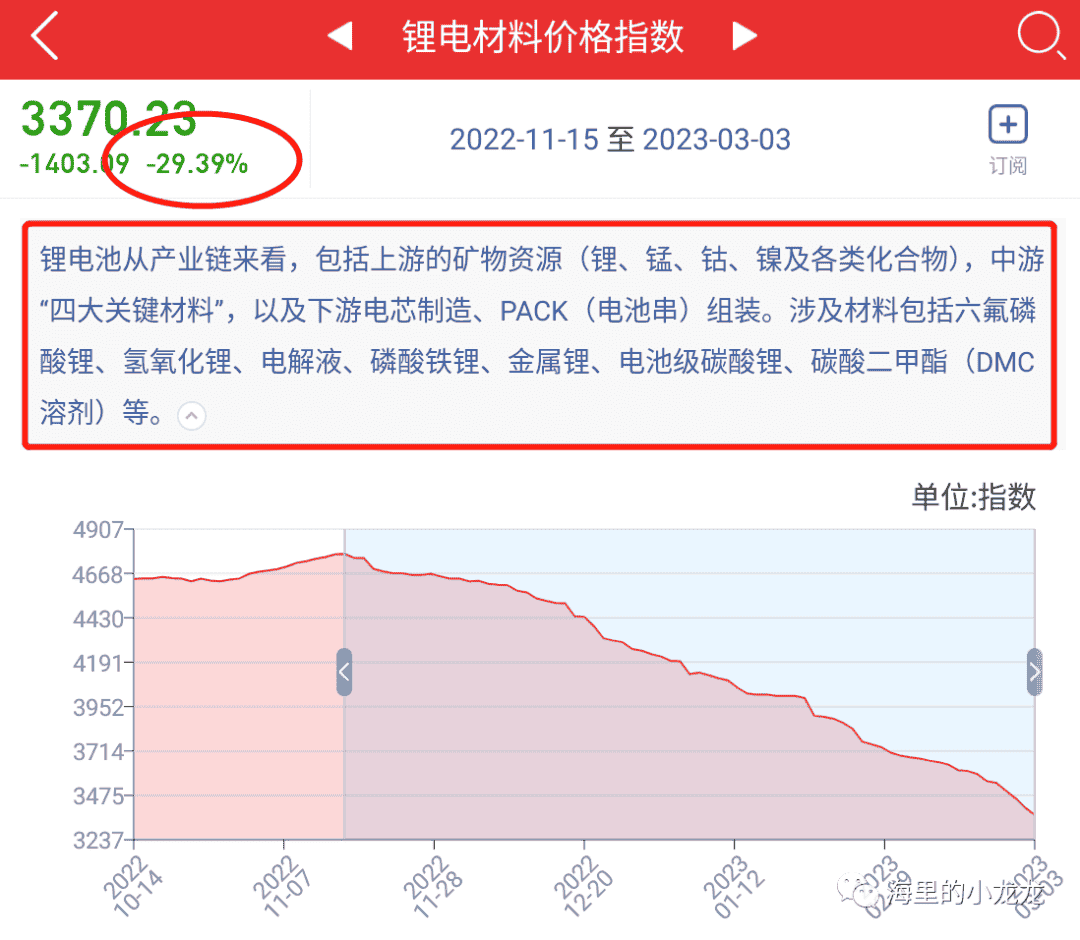 锂电材料价格指数
3370.23
-1403.09 -29.39%
2022-11-15 至 2023-03-03
订阅
锂电池从产业链来看，包括上游的矿物资源（锂、锰、钴、镍及各类化合物），中游
“四大关键材料”，以及下游电芯制造、PACK（电池串）组装。涉及材料包括六氟磷
酸锂、氢氧化锂、电解液、磷酸铁锂、金属锂、电池级碳酸锂、碳酸二甲酯（DMC
溶剂）等。
单位:指数
4907
4668
4430
4191
3952
3714
3475
3237
2022
10-14
2022
11-07
2022
11-28
2022
12-20
2023
01-12
2023
2023
03-03
海里的小龙龙